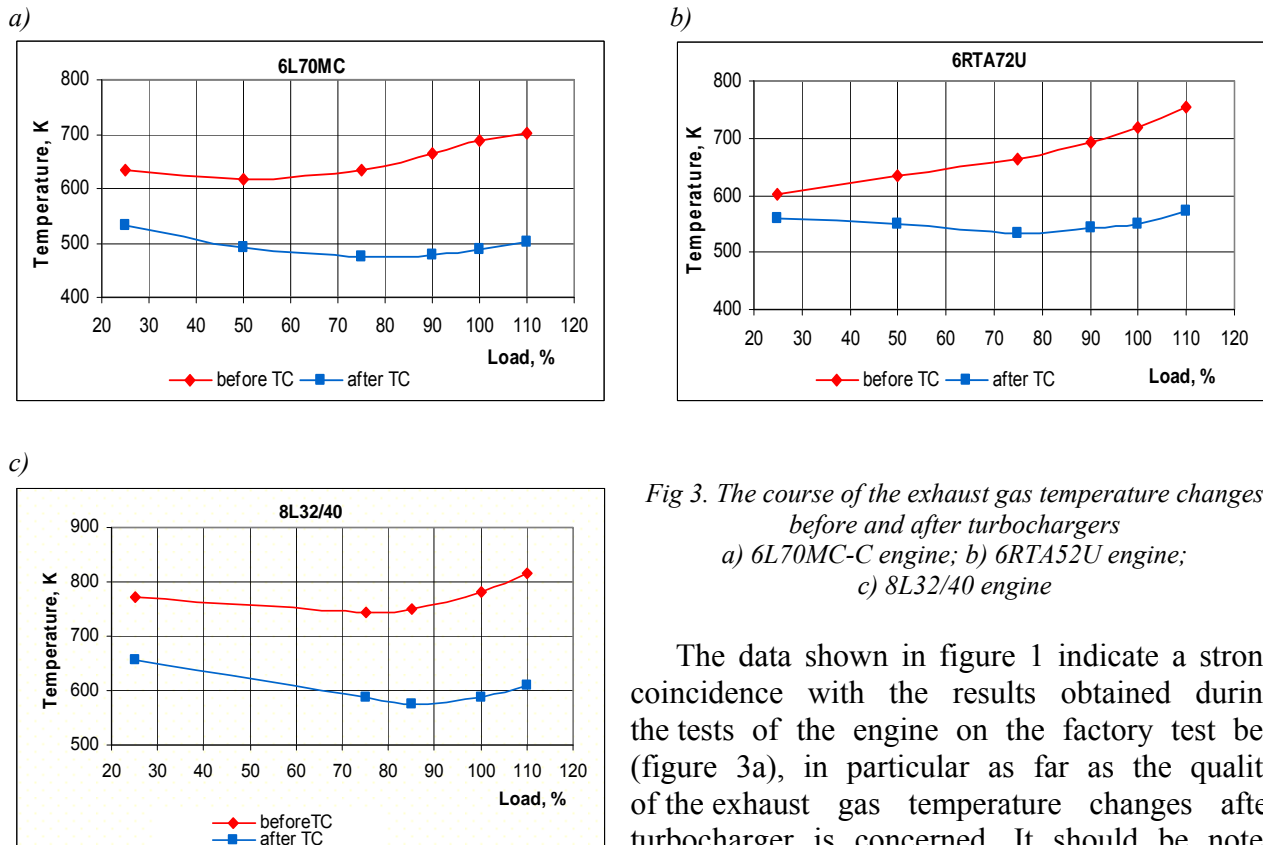 a)
b)
6L70MC
800
700
600
500
400
Temperature, K
20 30 40 50 60 70 80 90 100 110 120
Load, %
before TC after TC
6RTA72U
800
700
600
500
400
Temperature, K
20 30 40 50 60 70 80 90 100 110 120
before TC after TC Load, %
c)
8L32/40
900
800
700
600
500
Temperature, K
20 30 40 50 60 70 80 90 100 110 120
Load, %
beforeTC
after TC
Fig 3. The course of the exhaust gas temperature changes
before and after turbochargers
a) 6L70MC-C engine; b) 6RTA52U engine;
c) 8L32/40 engine
The data shown in figure 1 indicate a stron
coincidence with the results obtained durin
the tests of the engine on the factory test be
(figure 3a), in particular as far as the qualit
of the exhaust gas temperature changes afte
turbocharger is concerned. It should be note